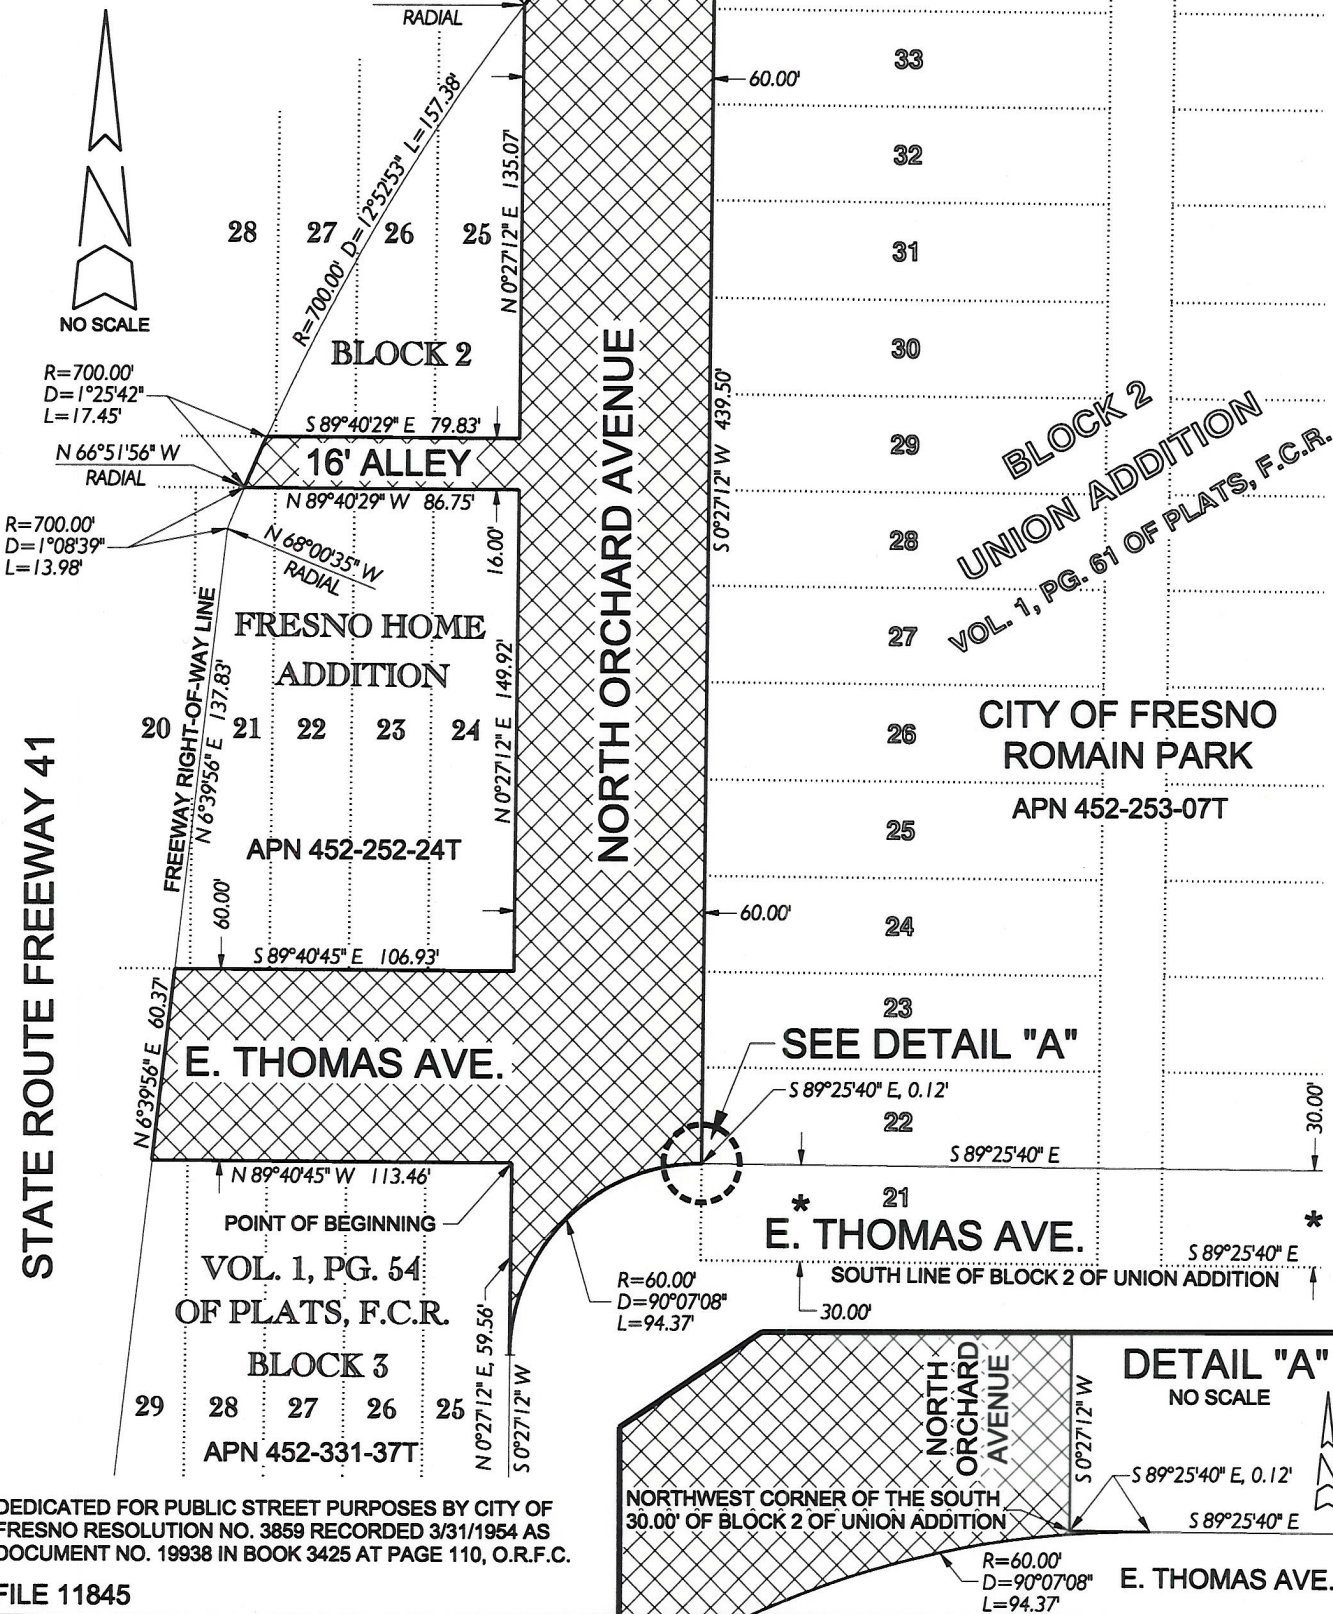 RADIAL
33
60.00'
R=700.00' D=12°52'53" L=157.38'
N 0°27'12" E 135.07'
32
28
27
26
25
31
NO SCALE
BLOCK 2
30
R=700.00'
D=1°25'42"
L=17.45'
S 89°40'29" E 79.83'
NORTH ORCHARD AVENUE
S 0°27'12" W 439.50'
29
BLOCK 2
UNION ADDITION
VOL. 1, PG. 61 OF PLATS, F.C.R.
N 66°51'56" W
RADIAL
16' ALLEY
N 89°40'29" W 86.75'
R=700.00'
D=1°08'39"
L=13.98'
N 68°00'35" W
RADIAL
16.00'
28
FRESNO HOME
ADDITION
27
FREEWAY RIGHT-OF-WAY LINE
N 6°39'56" E 137.83'
N 0°27'12" E 149.92'
20
21
22
23
24
26
CITY OF FRESNO
ROMAIN PARK
APN 452-253-07T
STATE ROUTE FREEWAY 41
APN 452-252-24T
25
60.00'
60.00'
24
S 89°40'45" E 106.93'
23
N 6°39'56" E 60.37'
E. THOMAS AVE.
SEE DETAIL "A"
S 89°25'40" E, 0.12'
22
30.00'
S 89°25'40" E
N 89°40'45" W 113.46'
POINT OF BEGINNING
*
21
*
E. THOMAS AVE.
S 89°25'40" E
SOUTH LINE OF BLOCK 2 OF UNION ADDITION
VOL. 1, PG. 54
OF PLATS, F.C.R.
R=60.00'
D=90°07'08"
L=94.37'
30.00'
BLOCK 3
29
28
27
26
25
APN 452-331-37T
N 0°27'12" E, 59.56'
S 0°27'12" W
NORTH
ORCHARD
AVENUE
S 0°27'12" W
DETAIL "A"
NO SCALE
S 89°25'40" E, 0.12'
S 89°25'40" E
NORTHWEST CORNER OF THE SOUTH
30.00' OF BLOCK 2 OF UNION ADDITION
R=60.00'
D=90°07'08"
L=94.37'
E. THOMAS AVE.
DEDICATED FOR PUBLIC STREET PURPOSES BY CITY OF
FRESNO RESOLUTION NO. 3859 RECORDED 3/31/1954 AS
DOCUMENT NO. 19938 IN BOOK 3425 AT PAGE 110, O.R.F.C.
FILE 11845